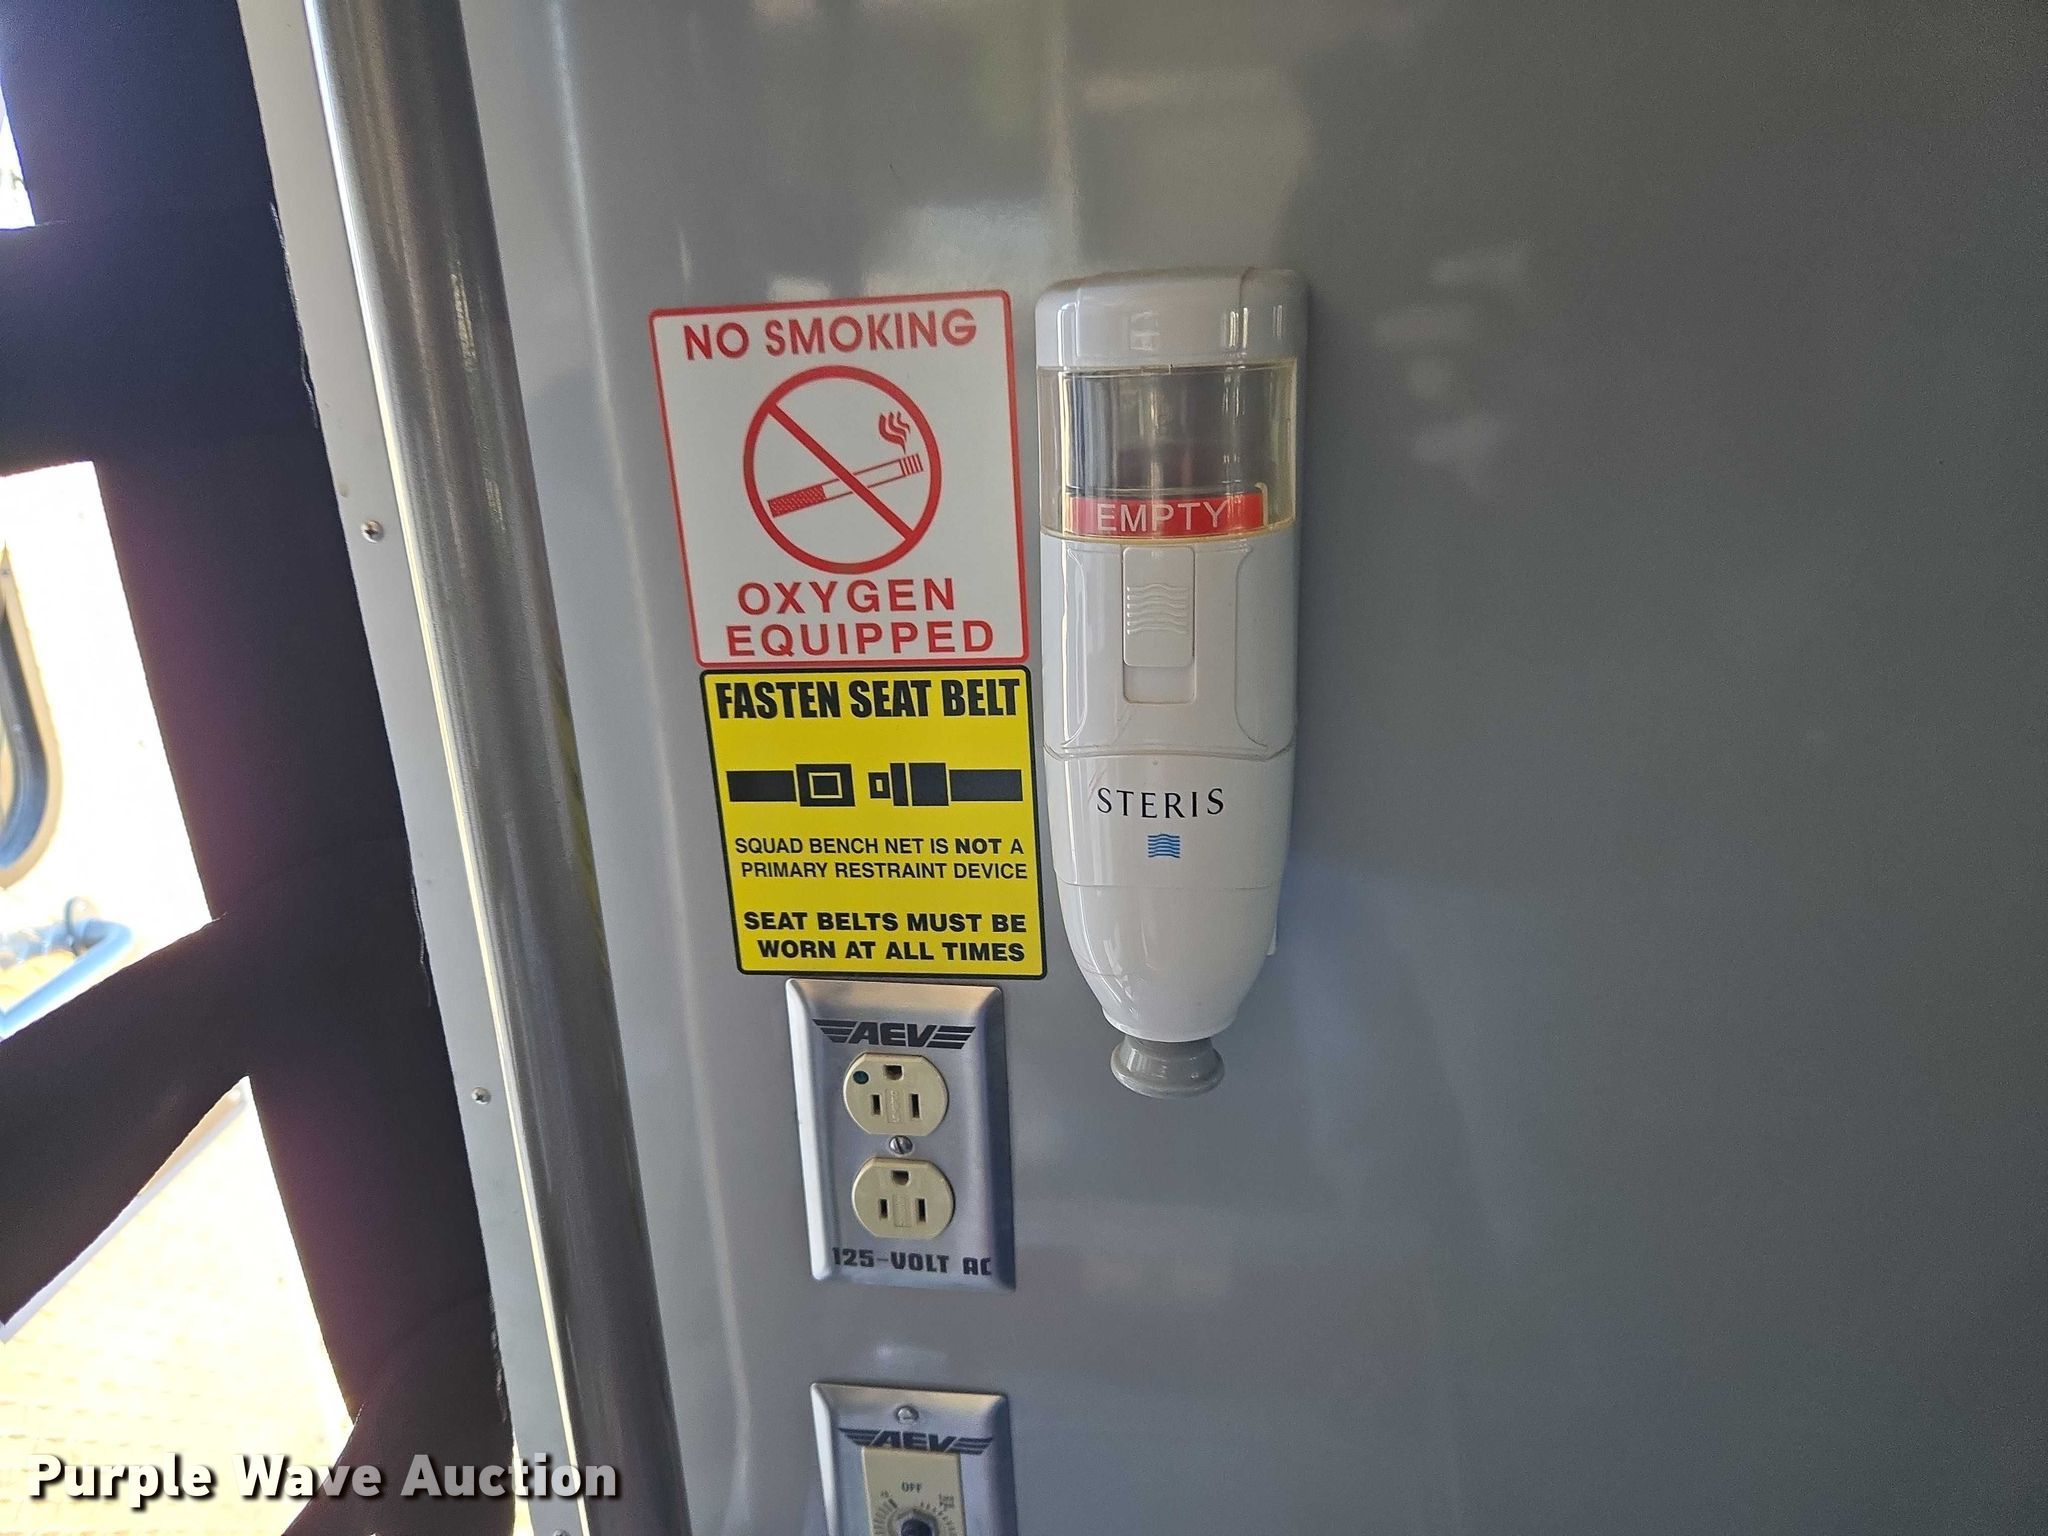 NO SMOKING
OXYGEN
EQUIPPED
EMPTY
FASTEN SEAT BELT
SQUAD BENCH NET IS NOT A
PRIMARY RESTRAINT DEVICE
SEAT BELTS MUST BE
WORN AT ALL TIMES
STERIS
AEV
125-VOLT AC
AEV
OFF
Purple Wave Auction